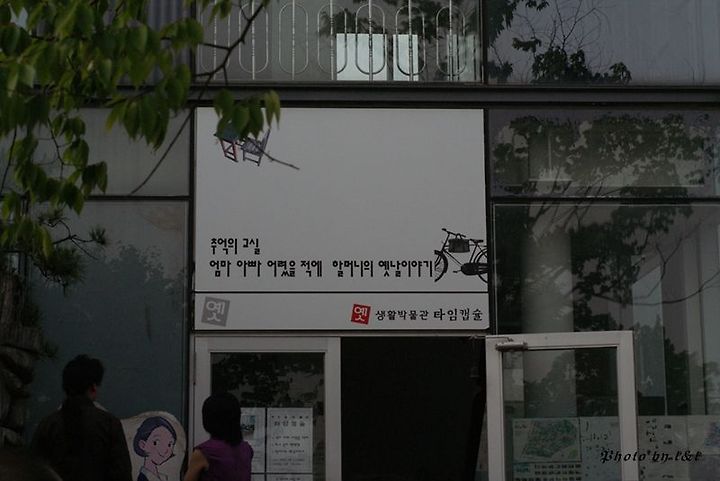 추억의 교실
엄마 아빠 어렸을 적에 할머니의 옛날이야기
옛
옛 생활박물관 타임캡슐
Photo by t&t